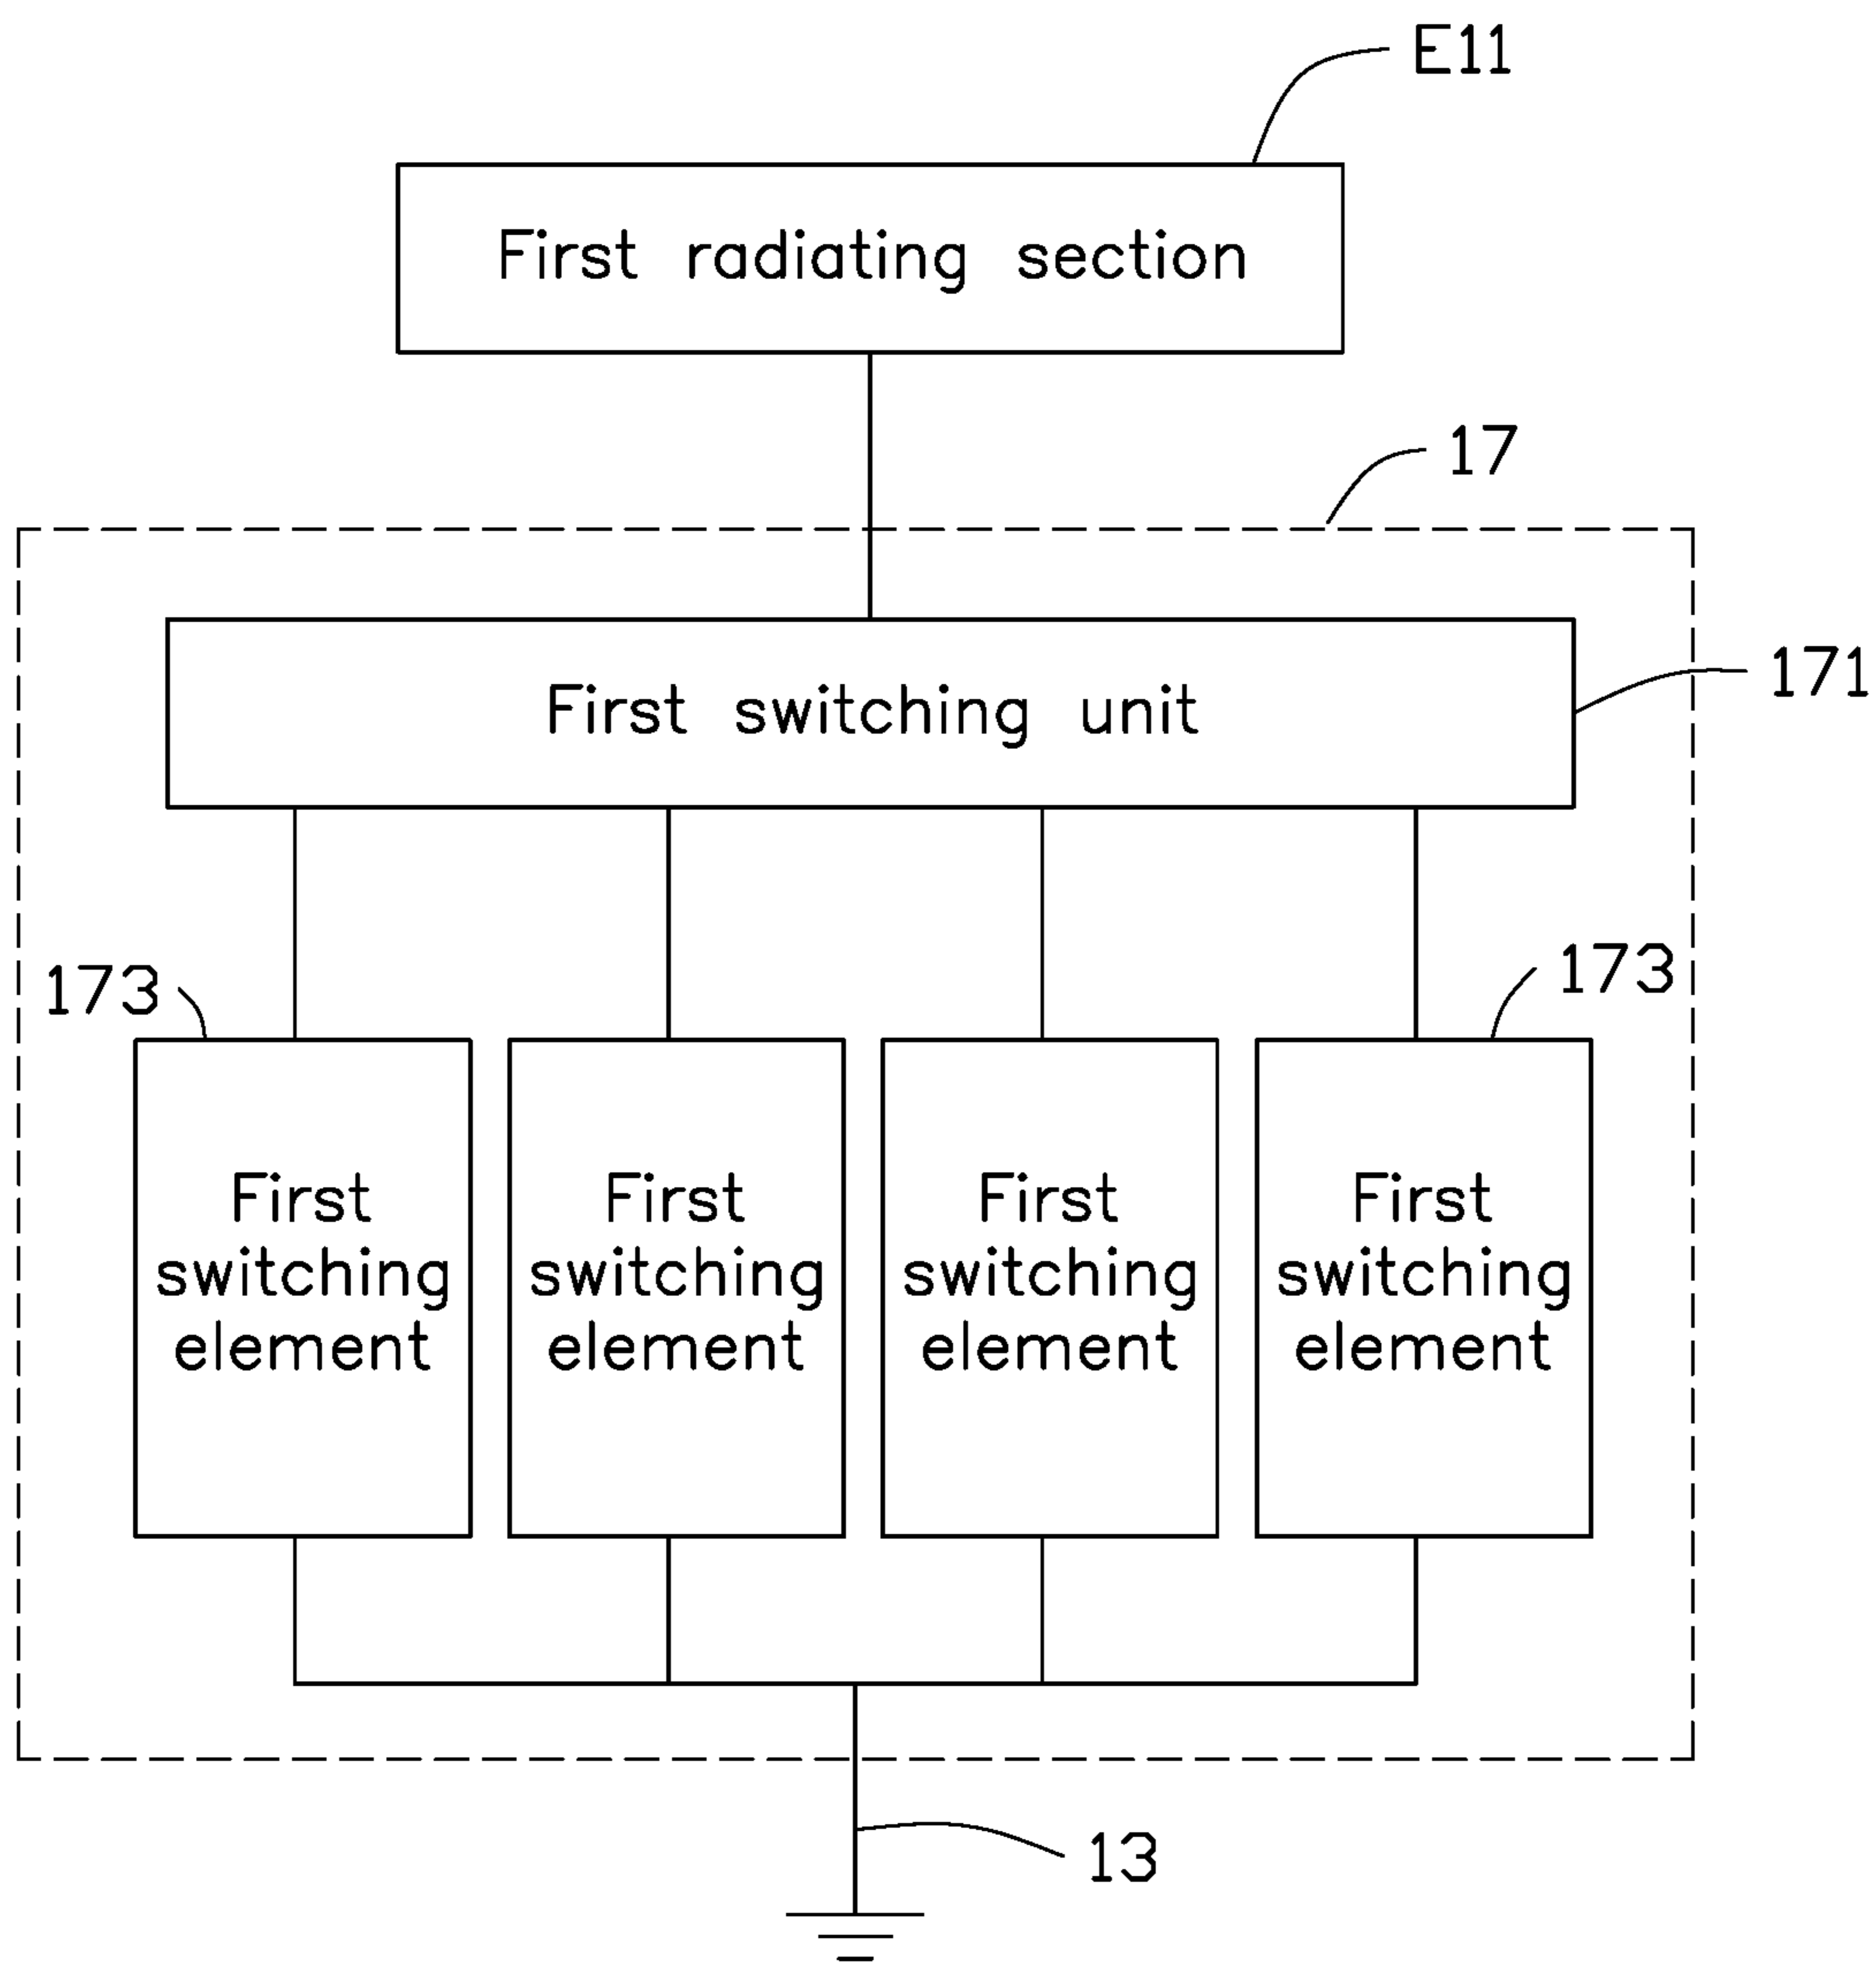 E11
First radiating section
17
First switching unit
171
173
173
First
switching
element
First
switching
element
First
switching
element
First
switching
element
13